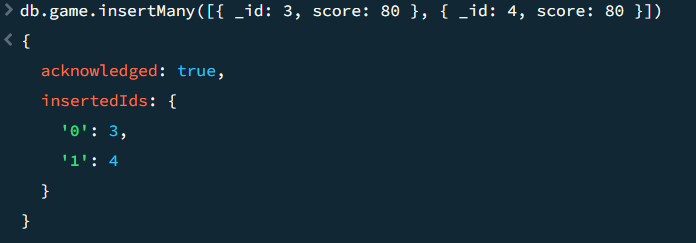 > db.game.insertMany([{ _id: 3, score: 80 }, { _id: 4, score: 80 }])
< {
acknowledged: true,
insertedIds: {
'0': 3,
'1': 4
}
}